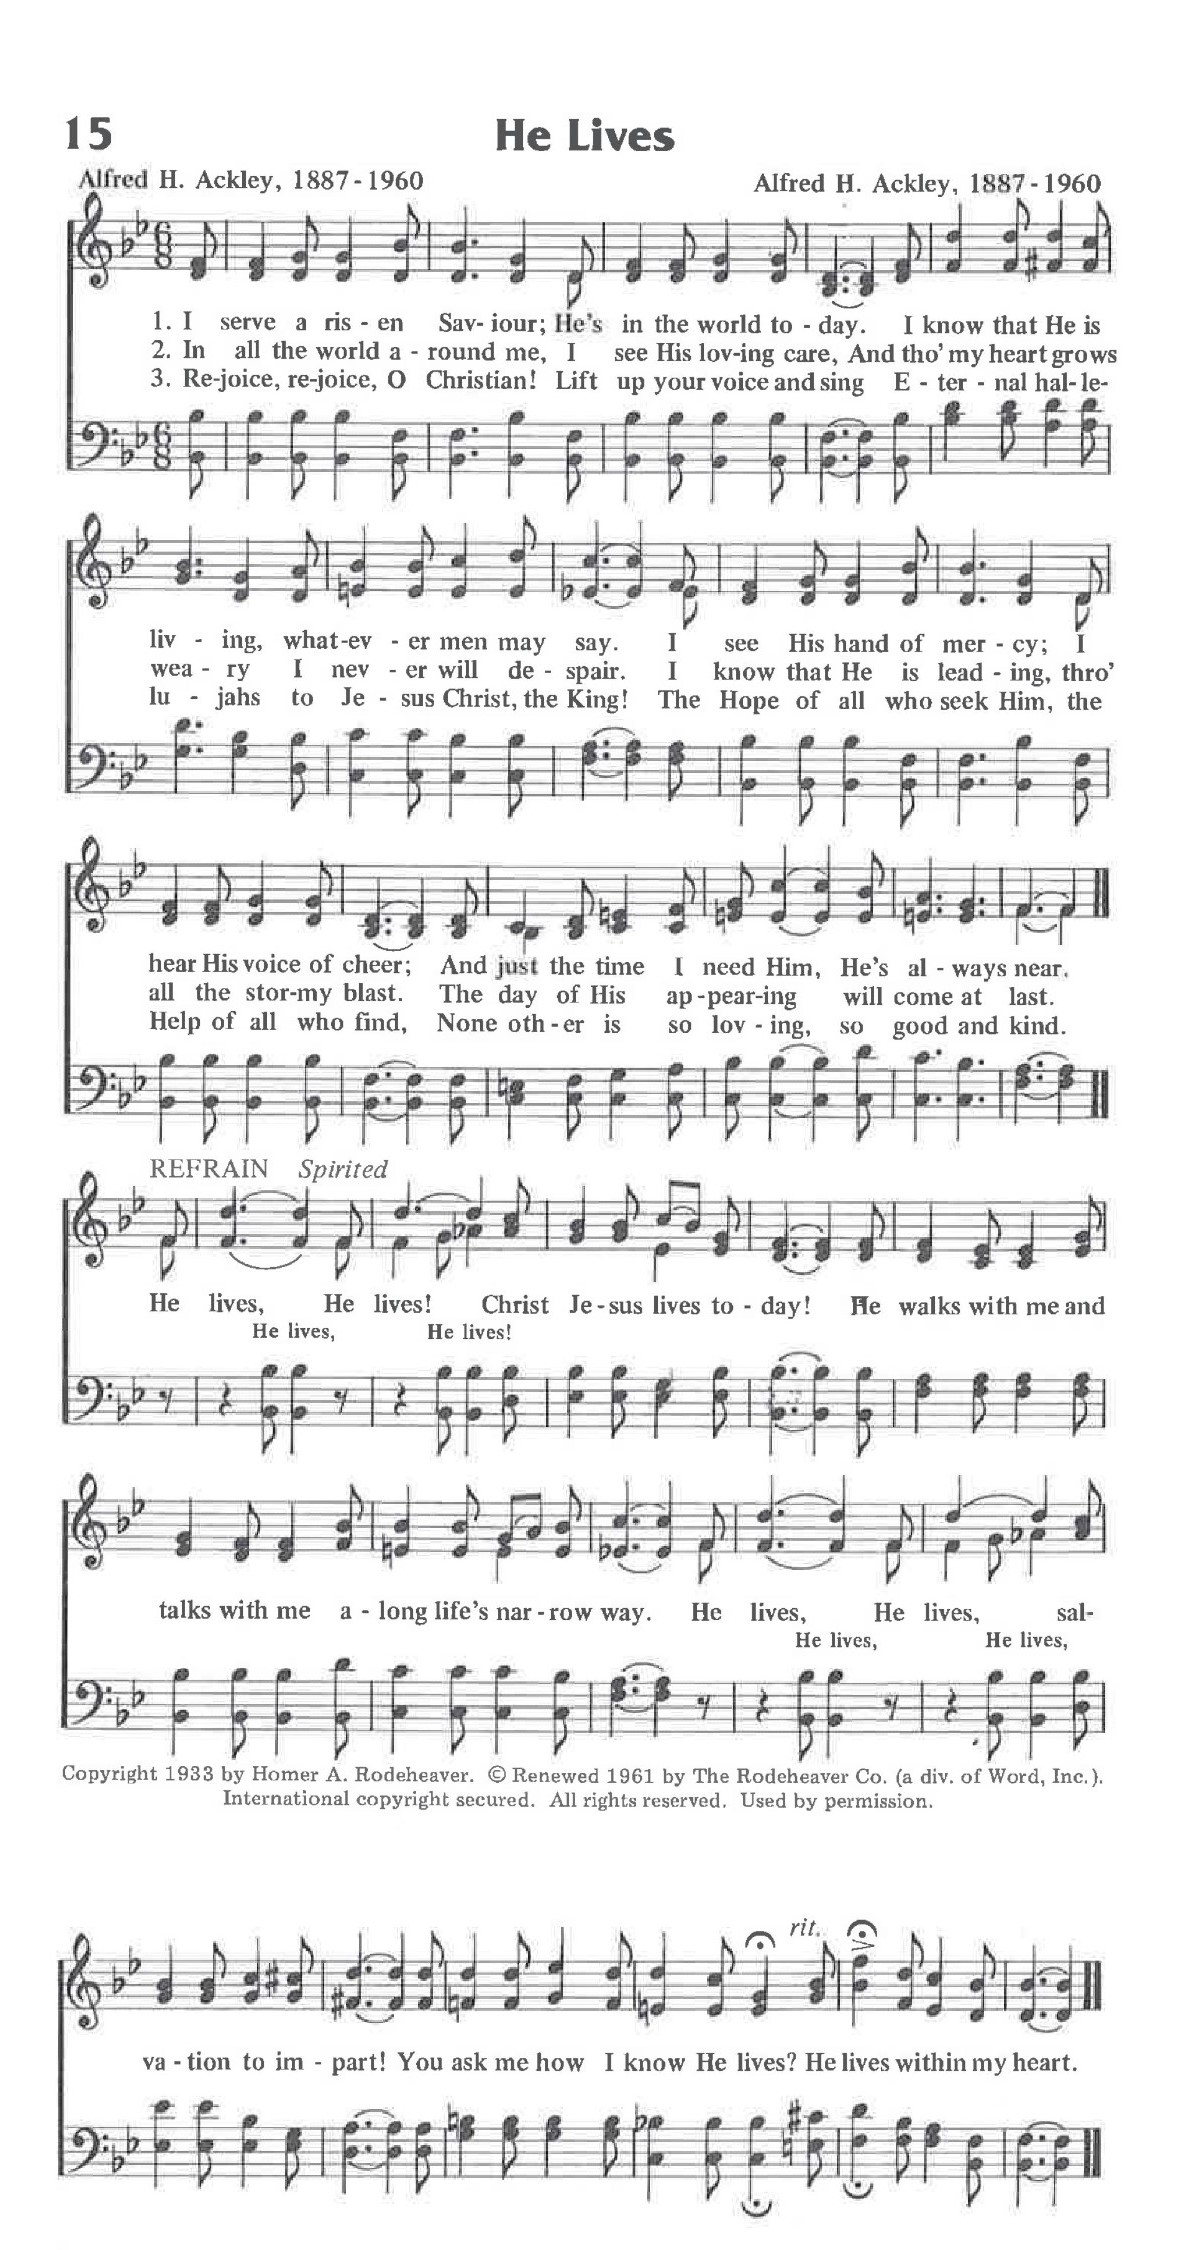 15 He Lives
Alfred H. Ackley, 1887-1960 Alfred H. Ackley, 1887-1960
1. I serve a ris - en Sav- iour; He's in the world to - day. I know that He is
2. In all the world a - round me, I see His lov-ing care, And tho' my heart grows
3. Re-joice, re-joice, O Christian! Lift up your voice and sing E - ter - nal hal- le-
liv - ing, what-ev - er men may say. I see His hand of mer - cy; I
wea - ry I nev - er will de - spair. I know that He is lead - ing, thro'
lu - jahs to Je - sus Christ, the King! The Hope of all who seek Him, the
hear His voice of cheer; And just the time I need Him, He's al - ways near.
all the stor-my blast. The day of His ap-pear-ing will come at last.
Help of all who find, None oth-er is so lov - ing, so good and kind.
REFRAIN Spirited
He lives, He lives! Christ Je-sus lives to - day! He walks with me and
He lives, He lives!
talks with me a - long life's nar-row way. He lives, He lives, sal-
He lives, He lives,
Copyright 1933 by Homer A. Rodeheaver. © Renewed 1961 by The Rodeheaver Co. (a div. of Word, Inc.).
International copyright secured. All rights reserved. Used by permission.
rit.
va - tion to im - part! You ask me how I know He lives? He lives within my heart.